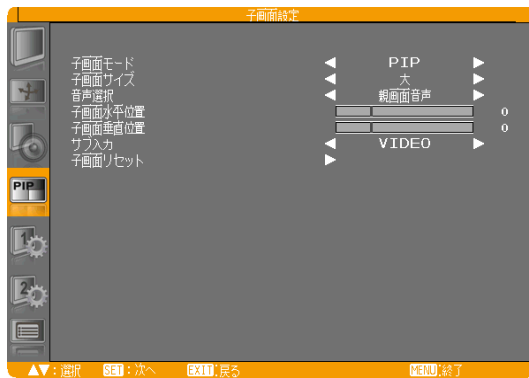 子画面設定
子画面モード ◀ PIP ▶
子画面サイズ ◀ 大 ▶
音声選択 ◀ 親画面音声 ▶
子画面水平位置 0
子画面垂直位置 0
サブ入力 ◀ VIDEO ▶
子画面リセット ▶
PIP
1
2
▲▼:選択 SET:次へ EXIT:戻る MENU:終了